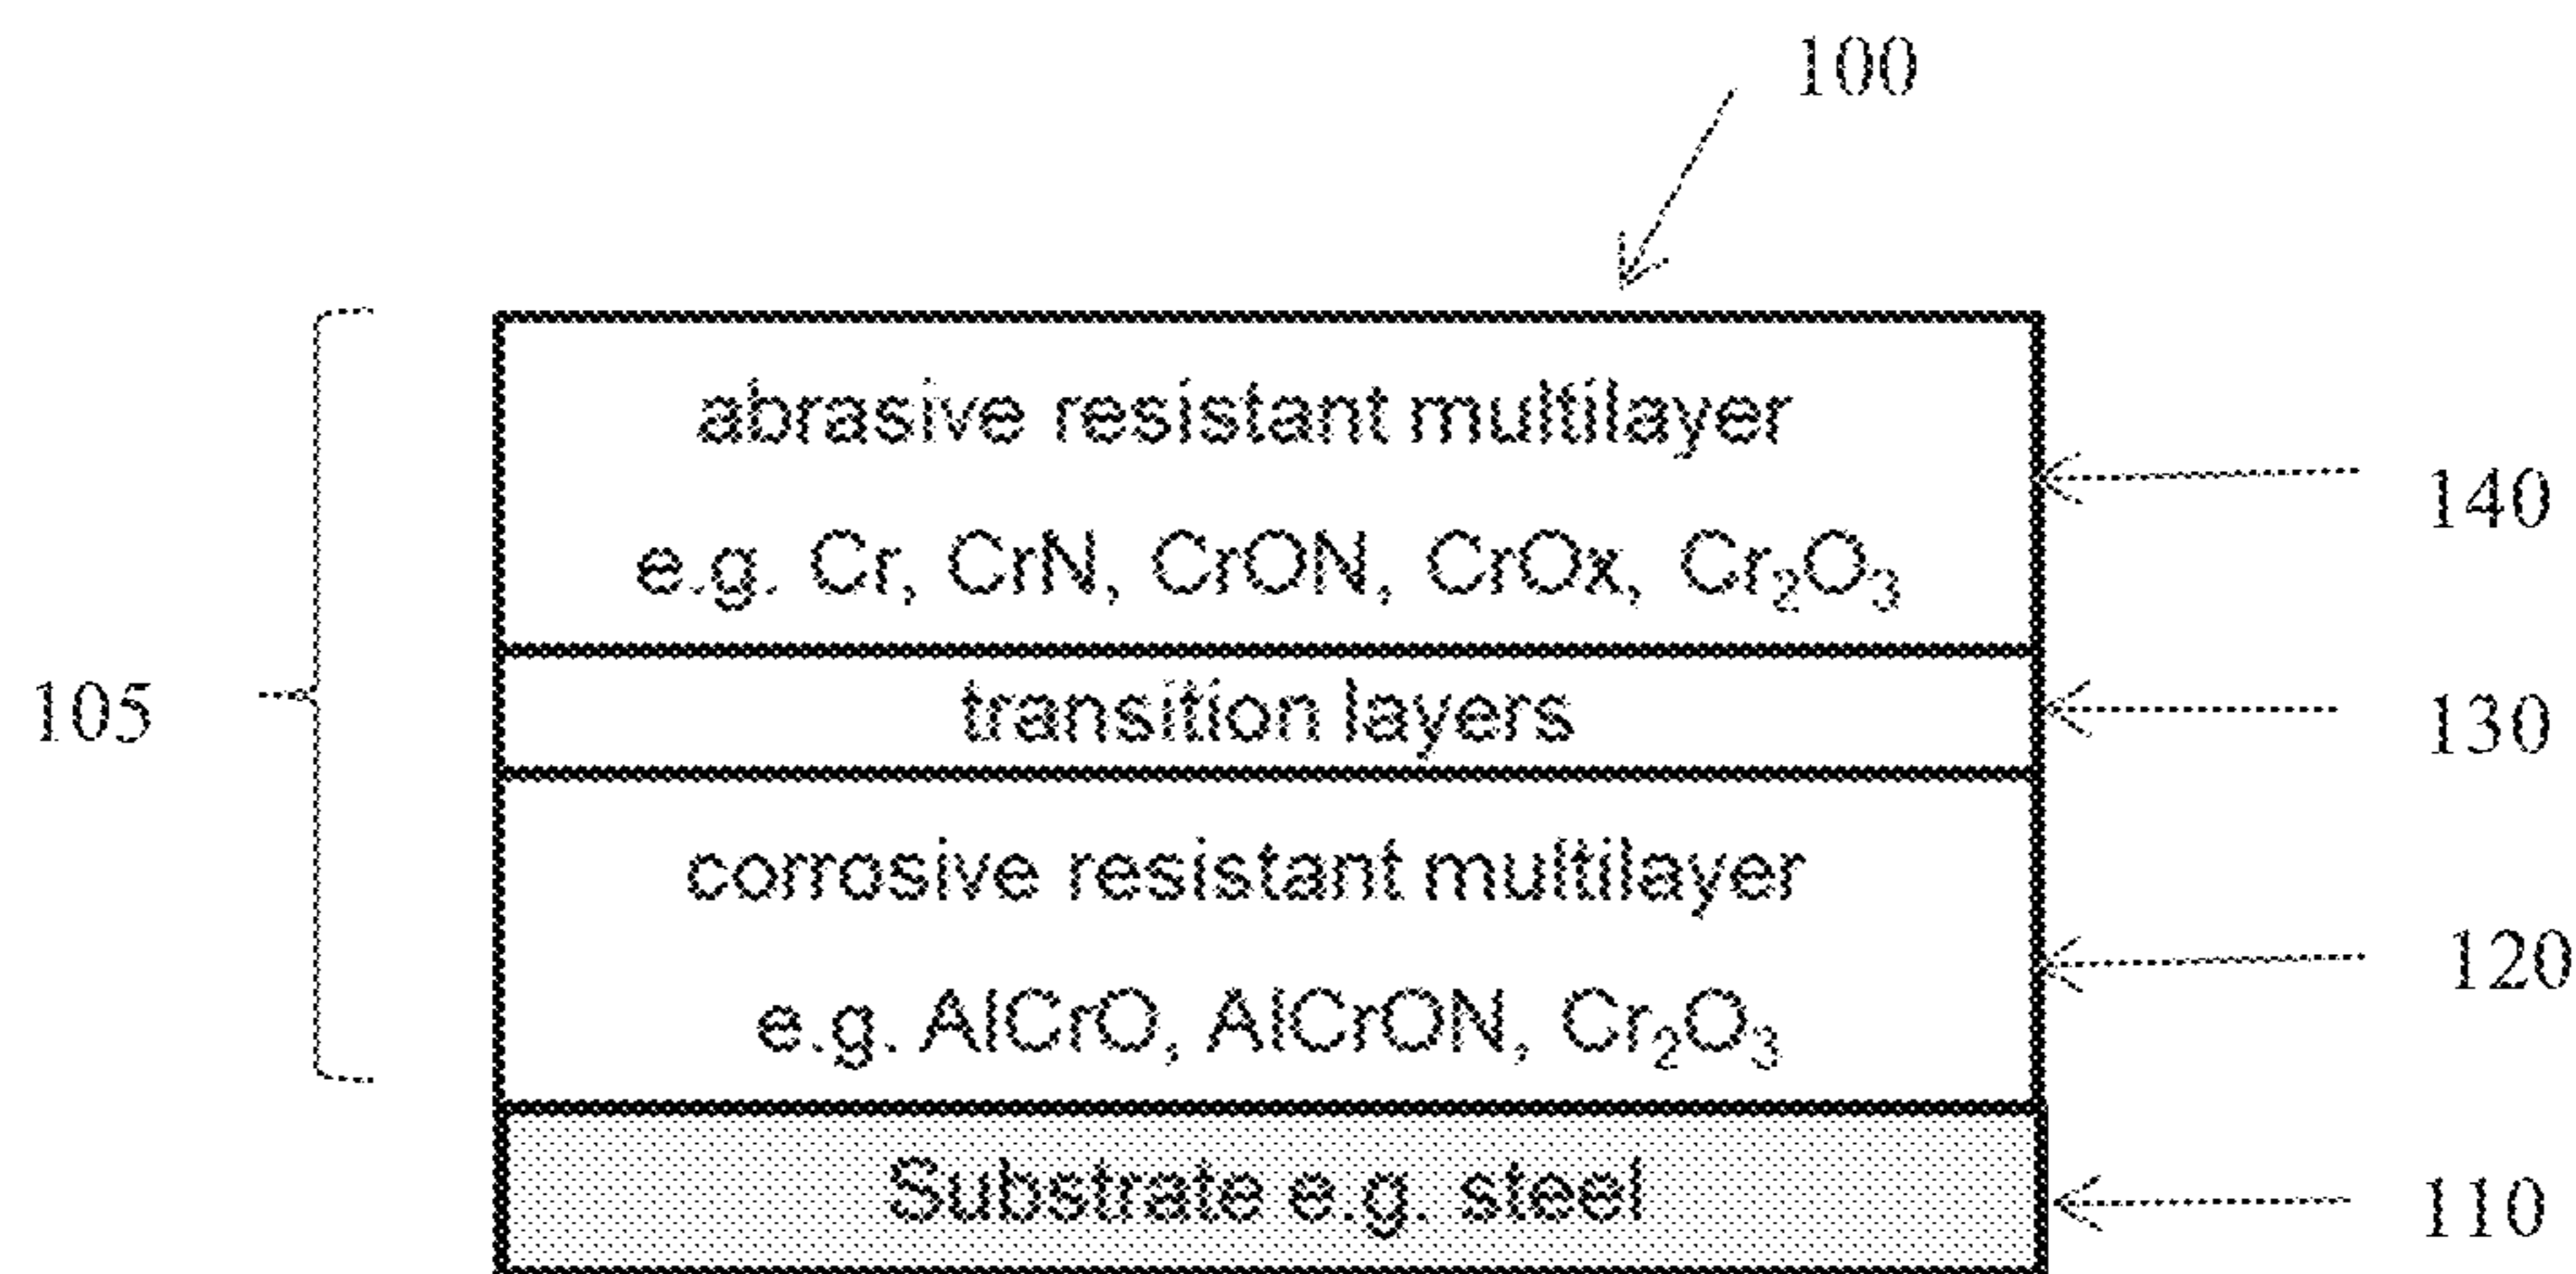 100
abrasive resistant multilayer
140
e.g. Cr, CrN, CrON, CrOx, Cr₂O₃
105
transition layers
130
corrosive resistant multilayer
120
e.g. AlCrO, AlCrON, Cr₂O₃
Substrate e.g. steel
110